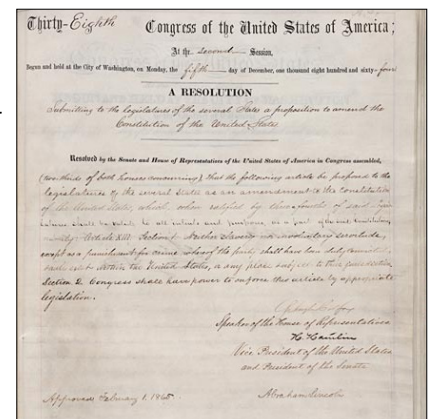 Thirty-Eighth Congress of the United States of America;
At the second Session,
Begun and held at the City of Washington, on Monday, the fifth day of December, one thousand eight hundred and sixty-four
A RESOLUTION
Submitting to the legislatures of the several States a proposition to amend the
Constitution of the United States.
Resolved by the Senate and House of Representatives of the United States of America in Congress assembled,
(two-thirds of both houses concurring,) That the following article be proposed to the
legislatures of the several States as an amendment to the constitution
of the United States, which, when ratified by three-fourths of said
shall be valid, to all intents and purposes, as a part of the said Constitution,
namely: Article XIII. Section 1. Neither slavery nor involuntary servitude,
except as a punishment for crime whereof the party shall have been duly convicted,
shall exist within the United States, or any place subject to their jurisdiction.
Section 2. Congress shall have power to enforce this article by appropriate
legislation.
Speaker of the House of Representatives
H. Hamlin
Vice President of the United States
and President of the Senate
Approved February 1, 1865.
Abraham Lincoln